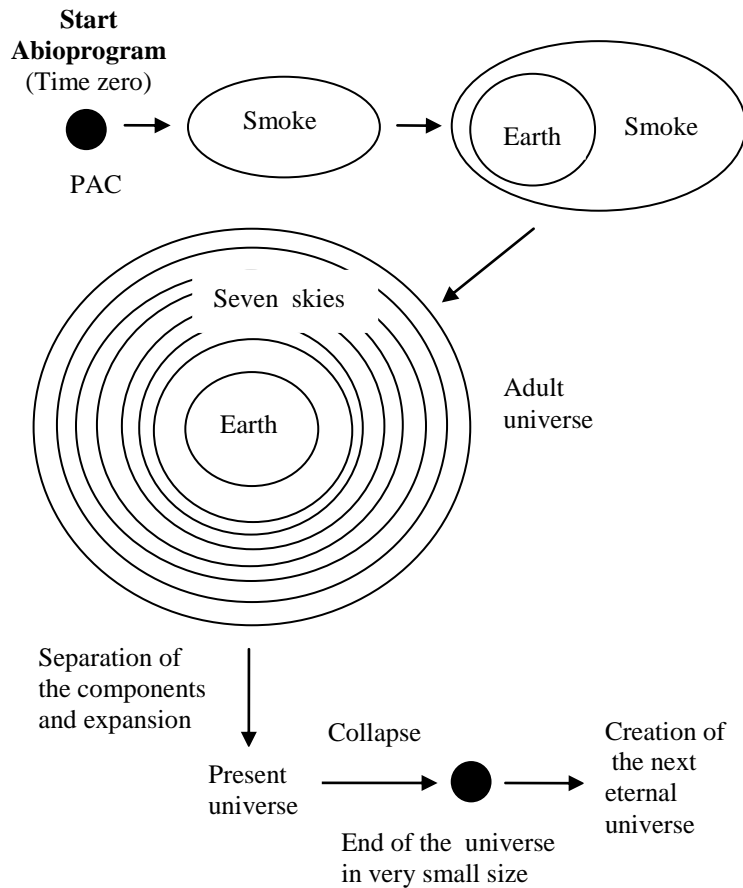 Start
Abioprogram
(Time zero)
PAC
Smoke
Earth
Smoke
Seven skies
Earth
Adult
universe
Separation of
the components
and expansion
Present
universe
Collapse
End of the universe
in very small size
Creation of
the next
eternal
universe